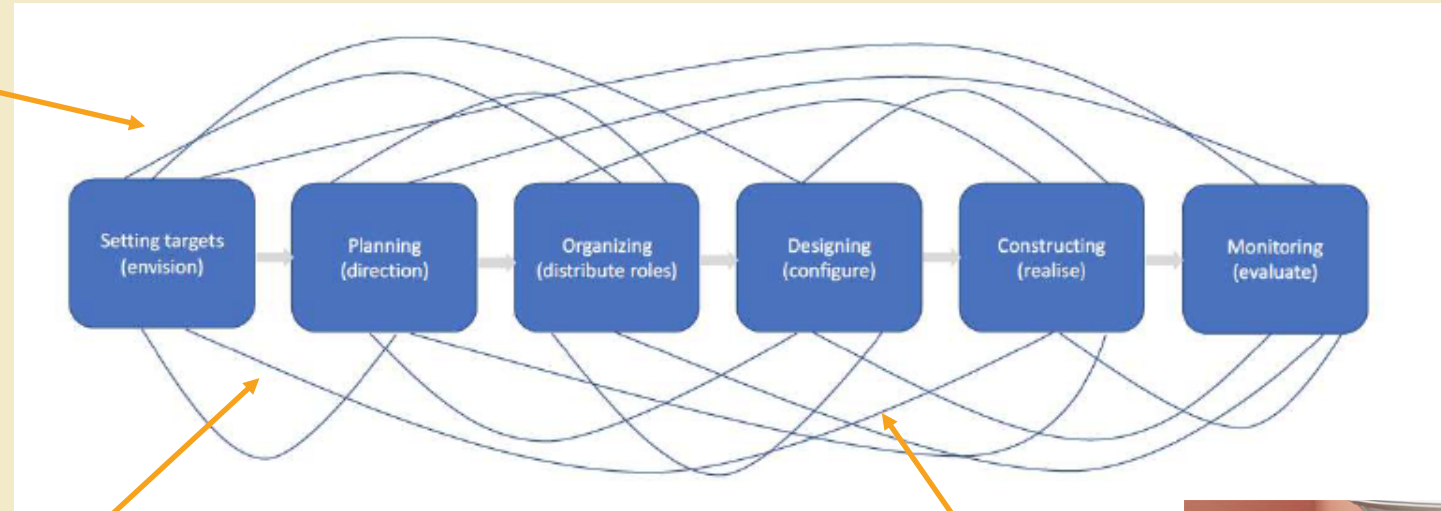 Setting targets
(envision)
Planning
(direction)
Organizing
(distribute roles)
Designing
(configure)
Constructing
(realise)
Monitoring
(evaluate)